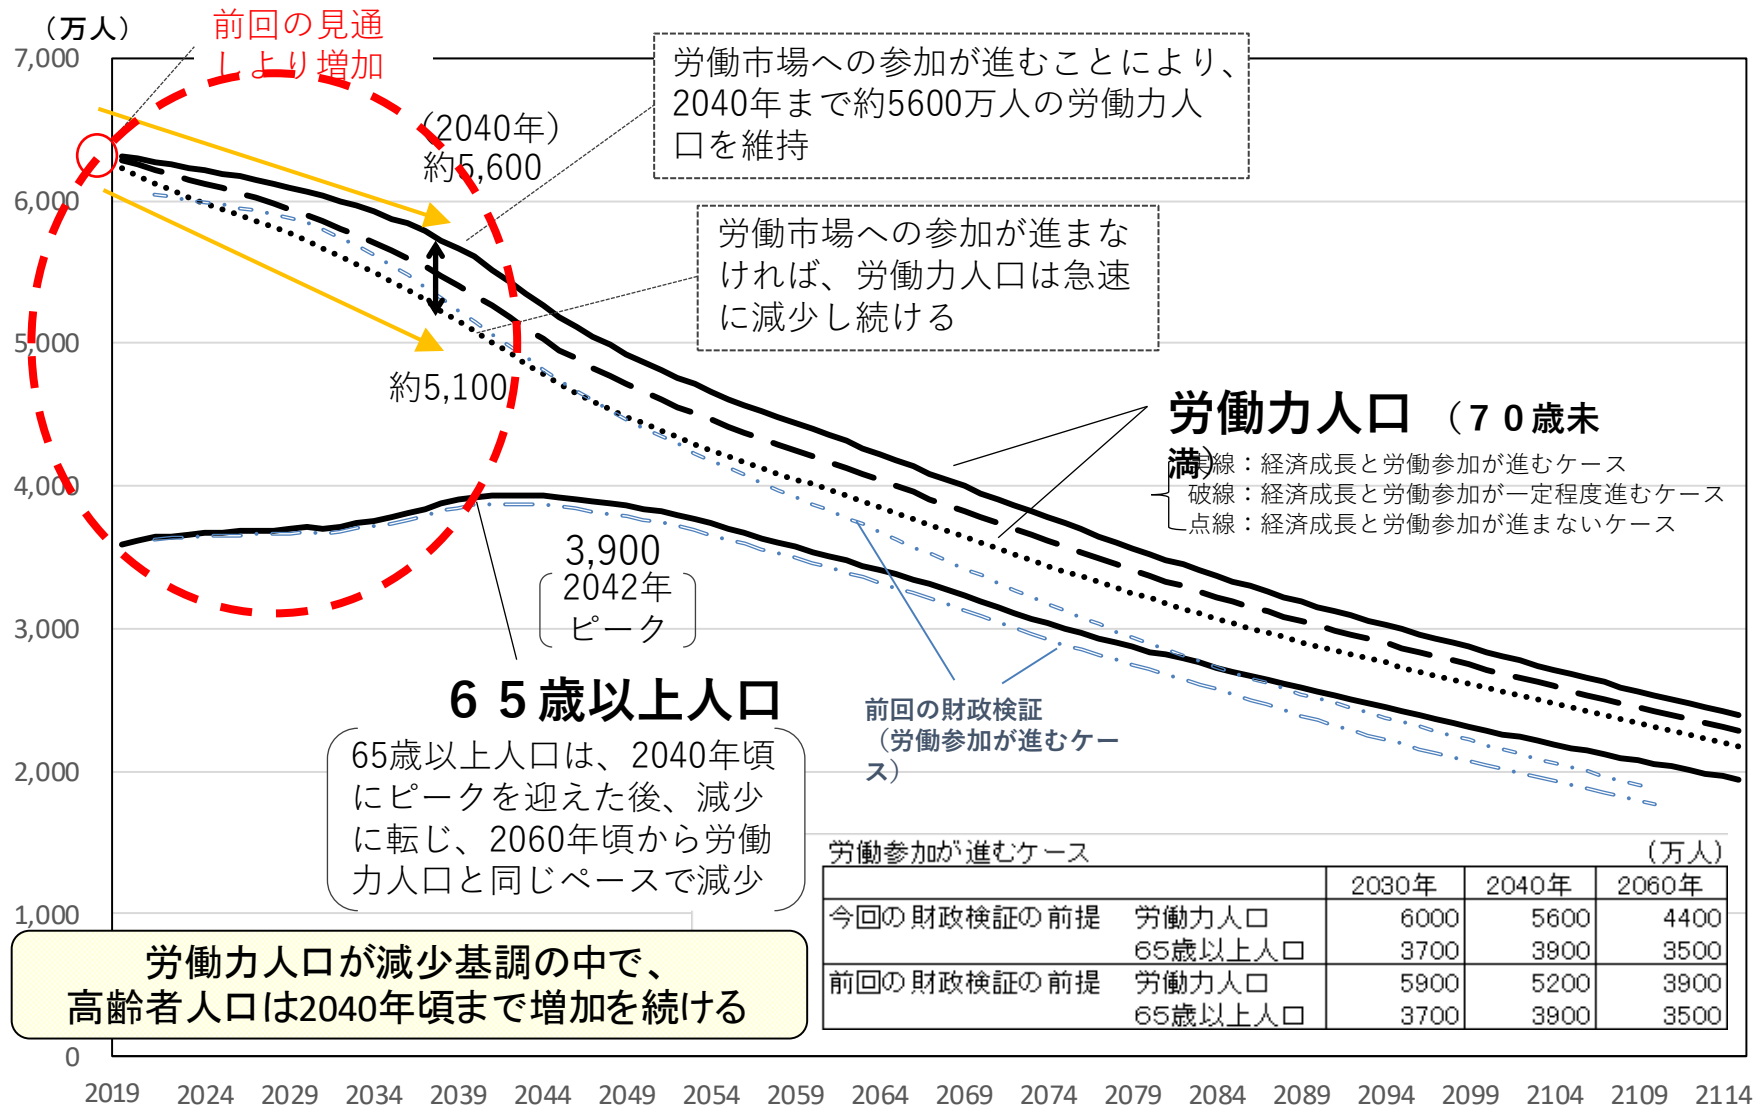 （万人）
前回の見通
しより増加
7,000
6,000
5,000
4,000
3,000
2,000
1,000
0
労働市場への参加が進むことにより、
2040年まで約5600万人の労働力人
口を維持
（2040年）
約5,600
労働市場への参加が進まな
ければ、労働力人口は急速
に減少し続ける
約5,100
労働力人口（７０歳未
満）
実線：経済成長と労働参加が進むケース
破線：経済成長と労働参加が一定程度進むケース
点線：経済成長と労働参加が進まないケース
3,900
2042年
ピーク
６５歳以上人口
65歳以上人口は、2040年頃
にピークを迎えた後、減少
に転じ、2060年頃から労働
力人口と同じペースで減少
前回の財政検証
（労働参加が進むケー
ス）
労働力人口が減少基調の中で、
高齢者人口は2040年頃まで増加を続ける
労働参加が進むケース （万人）
2030年 2040年 2060年
今回の財政検証の前提 労働力人口 6000 5600 4400
65歳以上人口 3700 3900 3500
前回の財政検証の前提 労働力人口 5900 5200 3900
65歳以上人口 3700 3900 3500
2019 2024 2029 2034 2039 2044 2049 2054 2059 2064 2069 2074 2079 2084 2089 2094 2099 2104 2109 2114